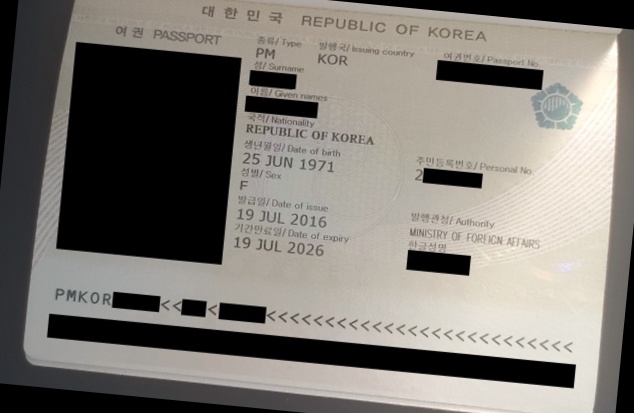 대한민국 REPUBLIC OF KOREA
여권 PASSPORT
종류/ Type 발행국/ Issuing country 여권번호/ Passport No.
PM KOR
성/ Surname
이름/ Given names
국적/ Nationality
REPUBLIC OF KOREA
생년월일/ Date of birth 주민등록번호/ Personal No.
25 JUN 1971 2
성별/ Sex
F
발급일/ Date of issue 발행관청/ Authority
19 JUL 2016 MINISTRY OF FOREIGN AFFAIRS
기간만료일/ Date of expiry 한글성명
19 JUL 2026
PMKOR << < <<<<<<<<<<<<<<<<<<<<<<<<<<<